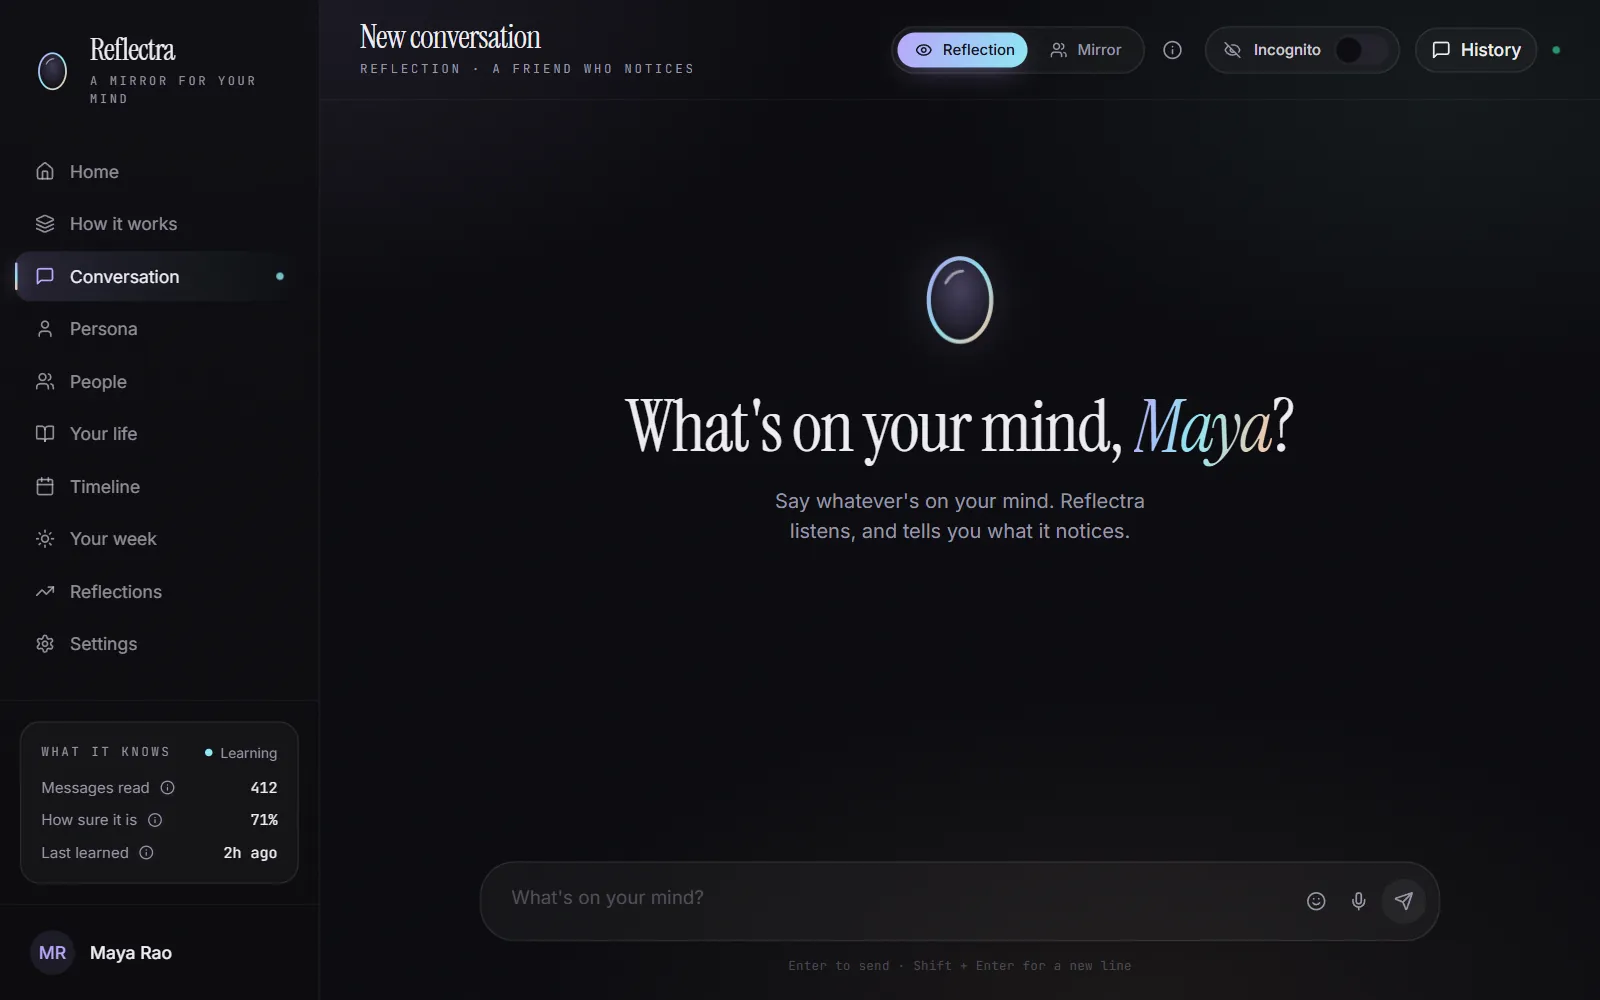 Reflectra
A MIRROR FOR YOUR
MIND
Home
How it works
Conversation
Persona
People
Your life
Timeline
Your week
Reflections
Settings
WHAT IT KNOWS
Learning
Messages read
412
How sure it is
71%
Last learned
2h ago
MR
Maya Rao
New conversation
REFLECTION · A FRIEND WHO NOTICES
Reflection
Mirror
Incognito
History
What's on your mind, Maya?
Say whatever's on your mind. Reflectra
listens, and tells you what it notices.
What's on your mind?
Enter to send · Shift + Enter for a new line